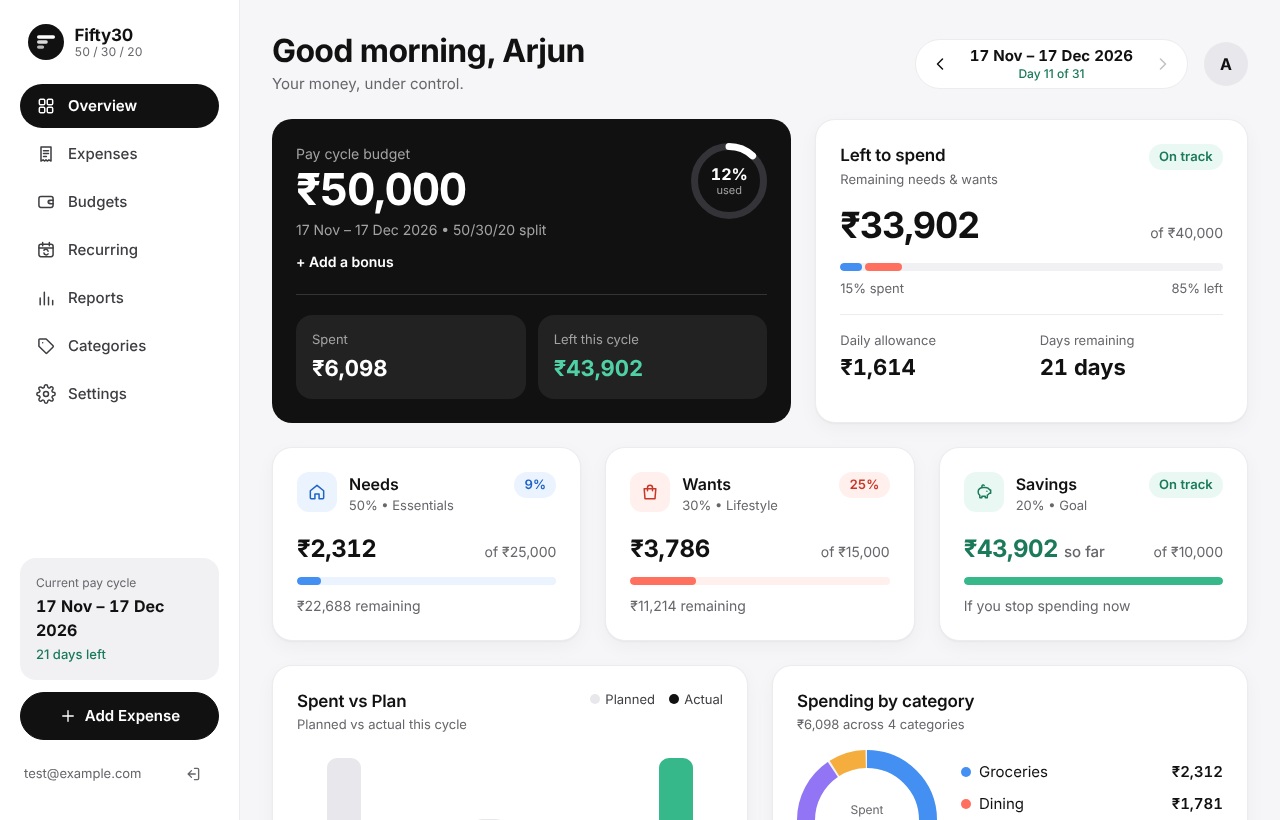 Fifty30
50 / 30 / 20
Overview
Expenses
Budgets
Recurring
Reports
Categories
Settings
Current pay cycle
17 Nov – 17 Dec
2026
21 days left
Add Expense
test@example.com
Good morning, Arjun
Your money, under control.
17 Nov – 17 Dec 2026
Day 11 of 31
A
Pay cycle budget
₹50,000
17 Nov – 17 Dec 2026 • 50/30/20 split
+ Add a bonus
12%
used
Spent
₹6,098
Left this cycle
₹43,902
Left to spend
On track
Remaining needs & wants
₹33,902
of ₹40,000
15% spent
85% left
Daily allowance
₹1,614
Days remaining
21 days
Needs
50% • Essentials
9%
₹2,312
of ₹25,000
₹22,688 remaining
Wants
30% • Lifestyle
25%
₹3,786
of ₹15,000
₹11,214 remaining
Savings
20% • Goal
On track
₹43,902 so far
of ₹10,000
If you stop spending now
Spent vs Plan
Planned vs actual this cycle
Planned
Actual
Spending by category
₹6,098 across 4 categories
Spent
Groceries
₹2,312
Dining
₹1,781